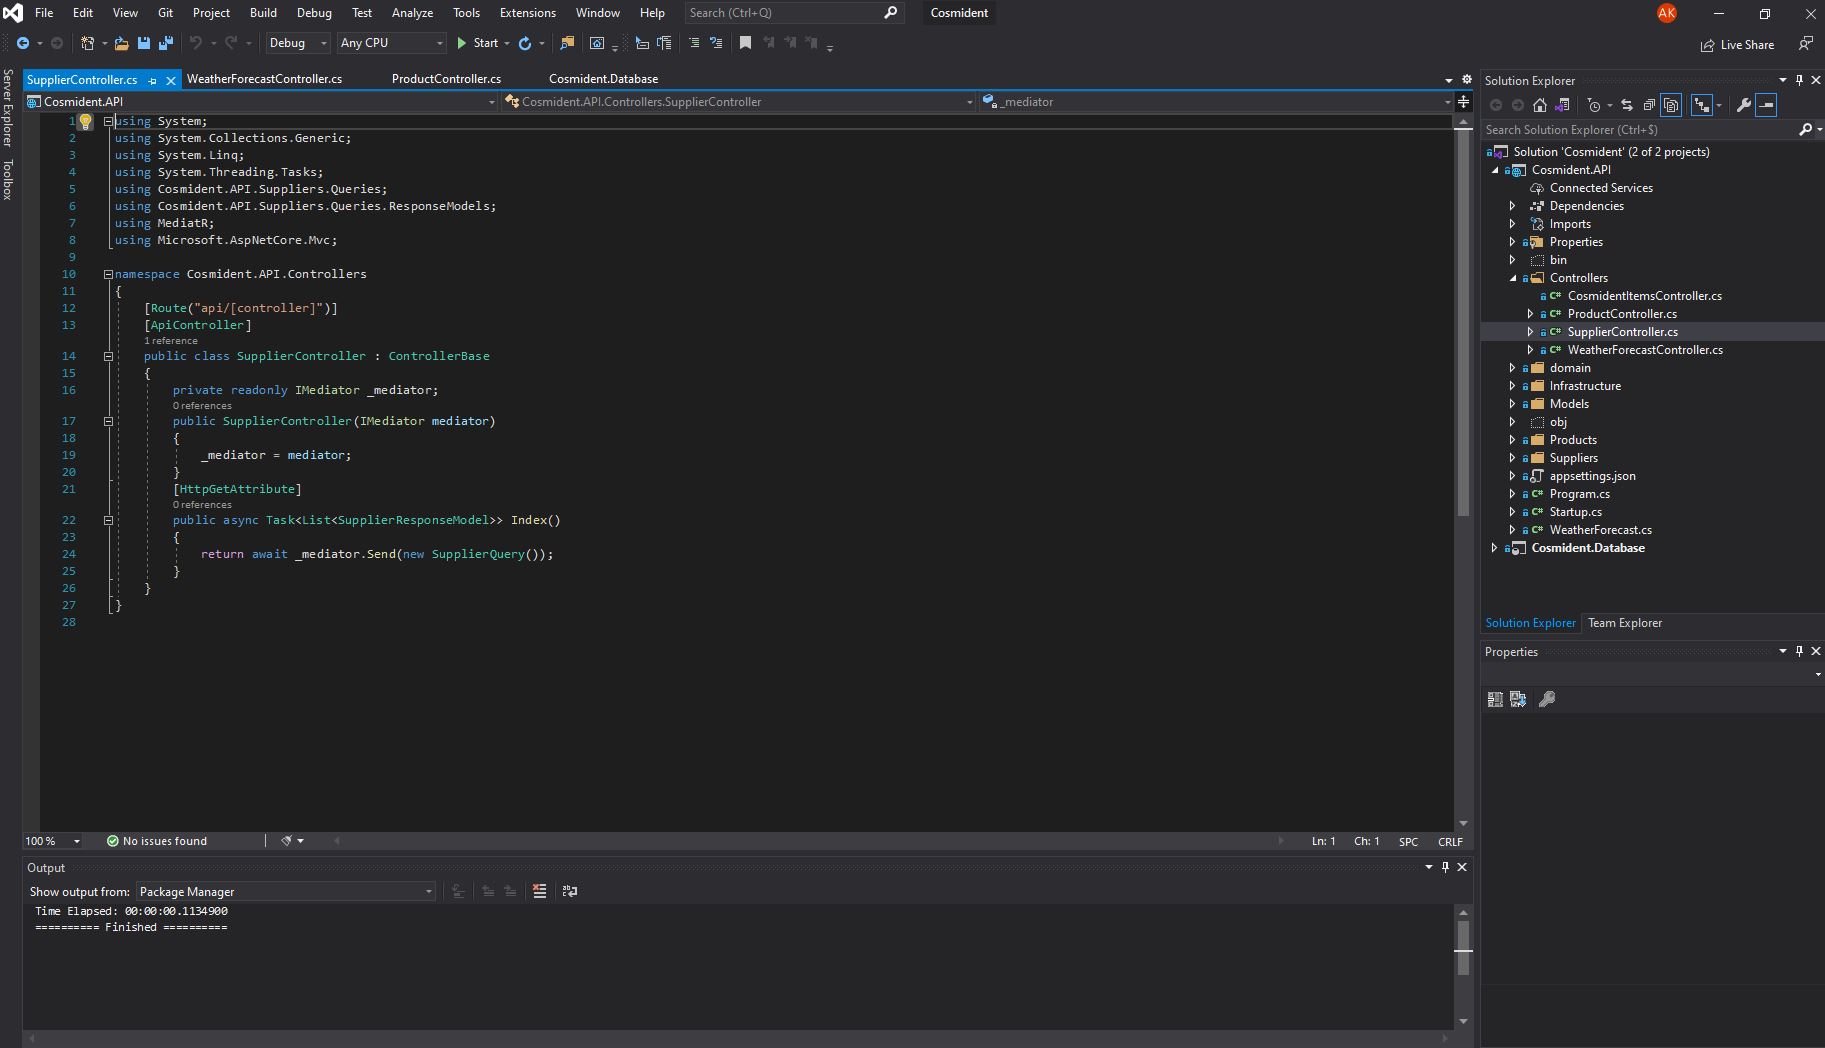 File Edit View Git Project Build Debug Test Analyze Tools Extensions Window Help Search (Ctrl+Q) Cosmident AK
Debug Any CPU Start Live Share
Server Explorer
Toolbox
SupplierController.cs WeatherForecastController.cs ProductController.cs Cosmident.Database
Cosmident.API Cosmident.API.Controllers.SupplierController _mediator
1 using System;
2 using System.Collections.Generic;
3 using System.Linq;
4 using System.Threading.Tasks;
5 using Cosmident.API.Suppliers.Queries;
6 using Cosmident.API.Suppliers.Queries.ResponseModels;
7 using MediatR;
8 using Microsoft.AspNetCore.Mvc;
9
10 namespace Cosmident.API.Controllers
11 {
12 [Route("api/[controller]")]
13 [ApiController]
1 reference
14 public class SupplierController : ControllerBase
15 {
16 private readonly IMediator _mediator;
0 references
17 public SupplierController(IMediator mediator)
18 {
19 _mediator = mediator;
20 }
21 [HttpGetAttribute]
0 references
22 public async Task<List<SupplierResponseModel>> Index()
23 {
24 return await _mediator.Send(new SupplierQuery());
25 }
26 }
27 }
28
100 % No issues found Ln: 1 Ch: 1 SPC CRLF
Output
Show output from: Package Manager
Time Elapsed: 00:00:00.1134900
========== Finished ==========
Solution Explorer
Search Solution Explorer (Ctrl+$)
Solution 'Cosmident' (2 of 2 projects)
Cosmident.API
Connected Services
Dependencies
Imports
Properties
bin
Controllers
C# CosmidentItemsController.cs
C# ProductController.cs
C# SupplierController.cs
C# WeatherForecastController.cs
domain
Infrastructure
Models
obj
Products
Suppliers
appsettings.json
C# Program.cs
C# Startup.cs
C# WeatherForecast.cs
Cosmident.Database
Solution Explorer Team Explorer
Properties